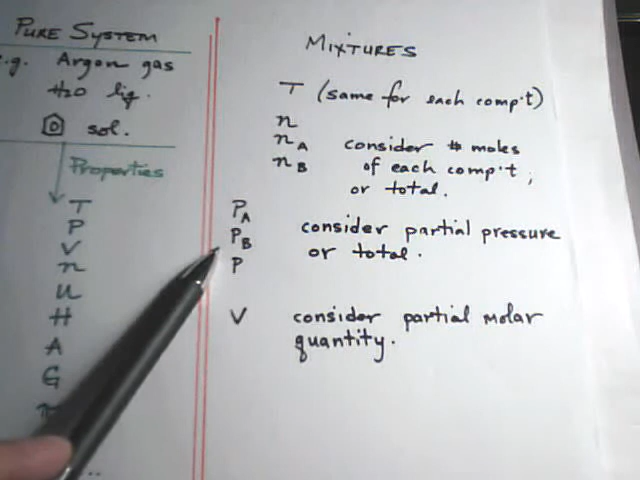 PURE SYSTEM
e.g. Argon gas
H2O liq.
sol.
Properties
T
P
V
n
U
H
A
G
MIXTURES
T (same for each comp't)
n
nA consider # moles
nB of each comp't,
or total.
PA
PB consider partial pressure
P or total.
V consider partial molar
quantity.